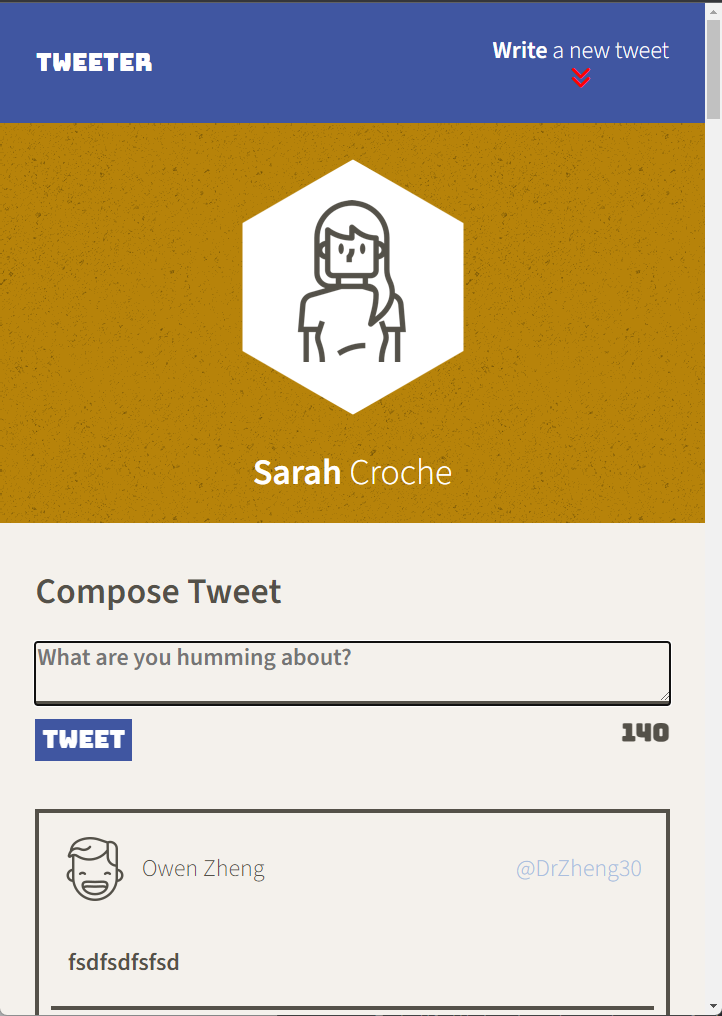 TWEETER
Write a new tweet
Sarah Croche
Compose Tweet
What are you humming about?
TWEET
140
Owen Zheng
@DrZheng30
fsdfsdfsfsd